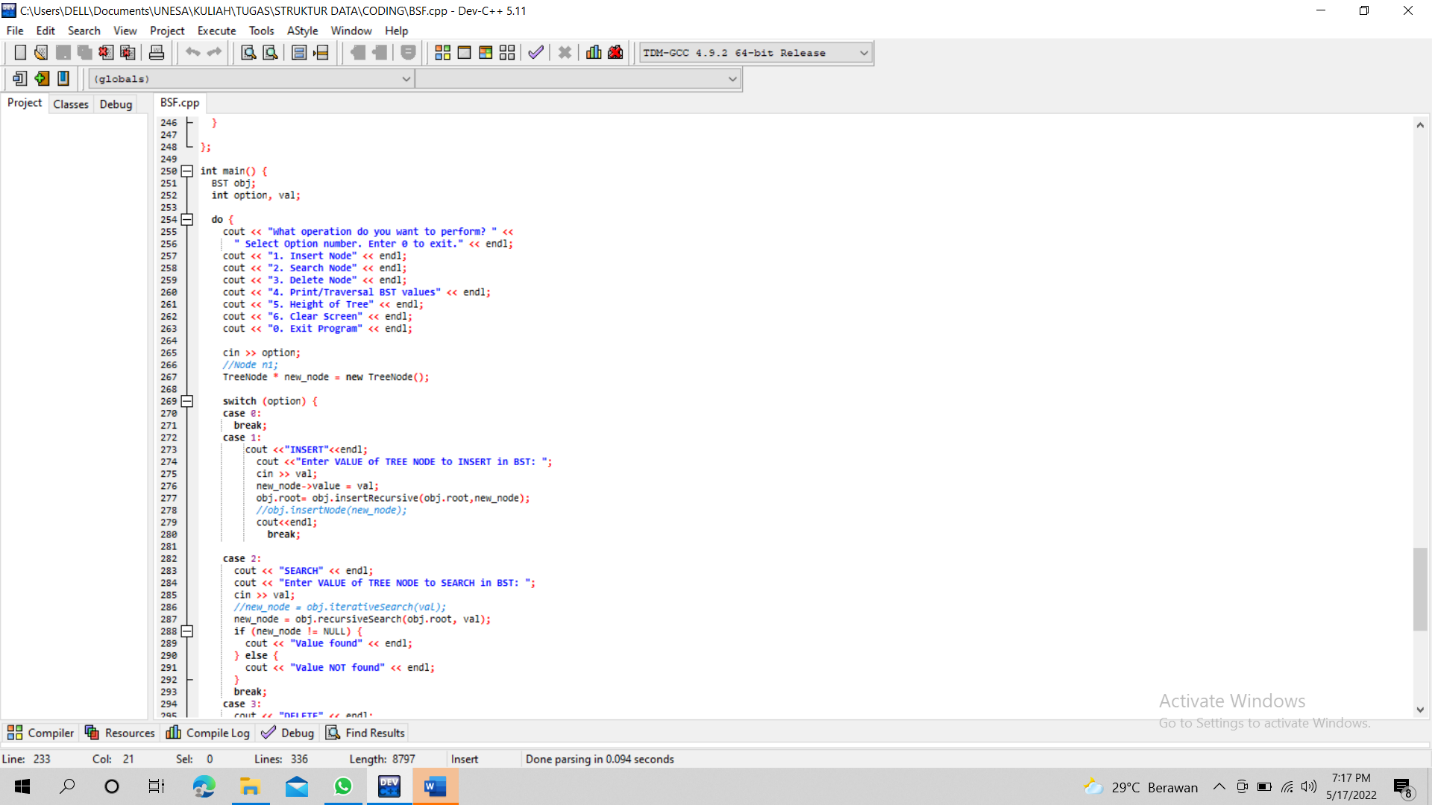 C:\Users\DELL\Documents\UNESA\KULIAH\TUGAS\STRUKTUR DATA\CODING\BSF.cpp - Dev-C++ 5.11
File Edit Search View Project Execute Tools AStyle Window Help
TDM-GCC 4.9.2 64-bit Release
(globals)
Project Classes Debug BSF.cpp
246 }
247
248 };
249
250 int main() {
251 BST obj;
252 int option, val;
253
254 do {
255 cout << "What operation do you want to perform? " <<
256 " Select Option number. Enter 0 to exit." << endl;
257 cout << "1. Insert Node" << endl;
258 cout << "2. Search Node" << endl;
259 cout << "3. Delete Node" << endl;
260 cout << "4. Print/Traversal BST values" << endl;
261 cout << "5. Height of Tree" << endl;
262 cout << "6. Clear Screen" << endl;
263 cout << "0. Exit Program" << endl;
264
265 cin >> option;
266 //Node n1;
267 TreeNode * new_node = new TreeNode();
268
269 switch (option) {
270 case 0:
271 break;
272 case 1:
273 cout <<"INSERT"<<endl;
274 cout <<"Enter VALUE of TREE NODE to INSERT in BST: ";
275 cin >> val;
276 new_node->value = val;
277 obj.root= obj.insertRecursive(obj.root,new_node);
278 //obj.insertNode(new_node);
279 cout<<endl;
280 break;
281
282 case 2:
283 cout << "SEARCH" << endl;
284 cout << "Enter VALUE of TREE NODE to SEARCH in BST: ";
285 cin >> val;
286 //new_node = obj.iterativeSearch(val);
287 new_node = obj.recursiveSearch(obj.root, val);
288 if (new_node != NULL) {
289 cout << "Value found" << endl;
290 } else {
291 cout << "Value NOT found" << endl;
292 }
293 break;
294 case 3:
295 cout << "DELETE" << endl;
Activate Windows
Go to Settings to activate Windows.
Compiler Resources Compile Log Debug Find Results
Line: 233 Col: 21 Sel: 0 Lines: 336 Length: 8797 Insert Done parsing in 0.094 seconds
29°C Berawan
7:17 PM
5/17/2022
8